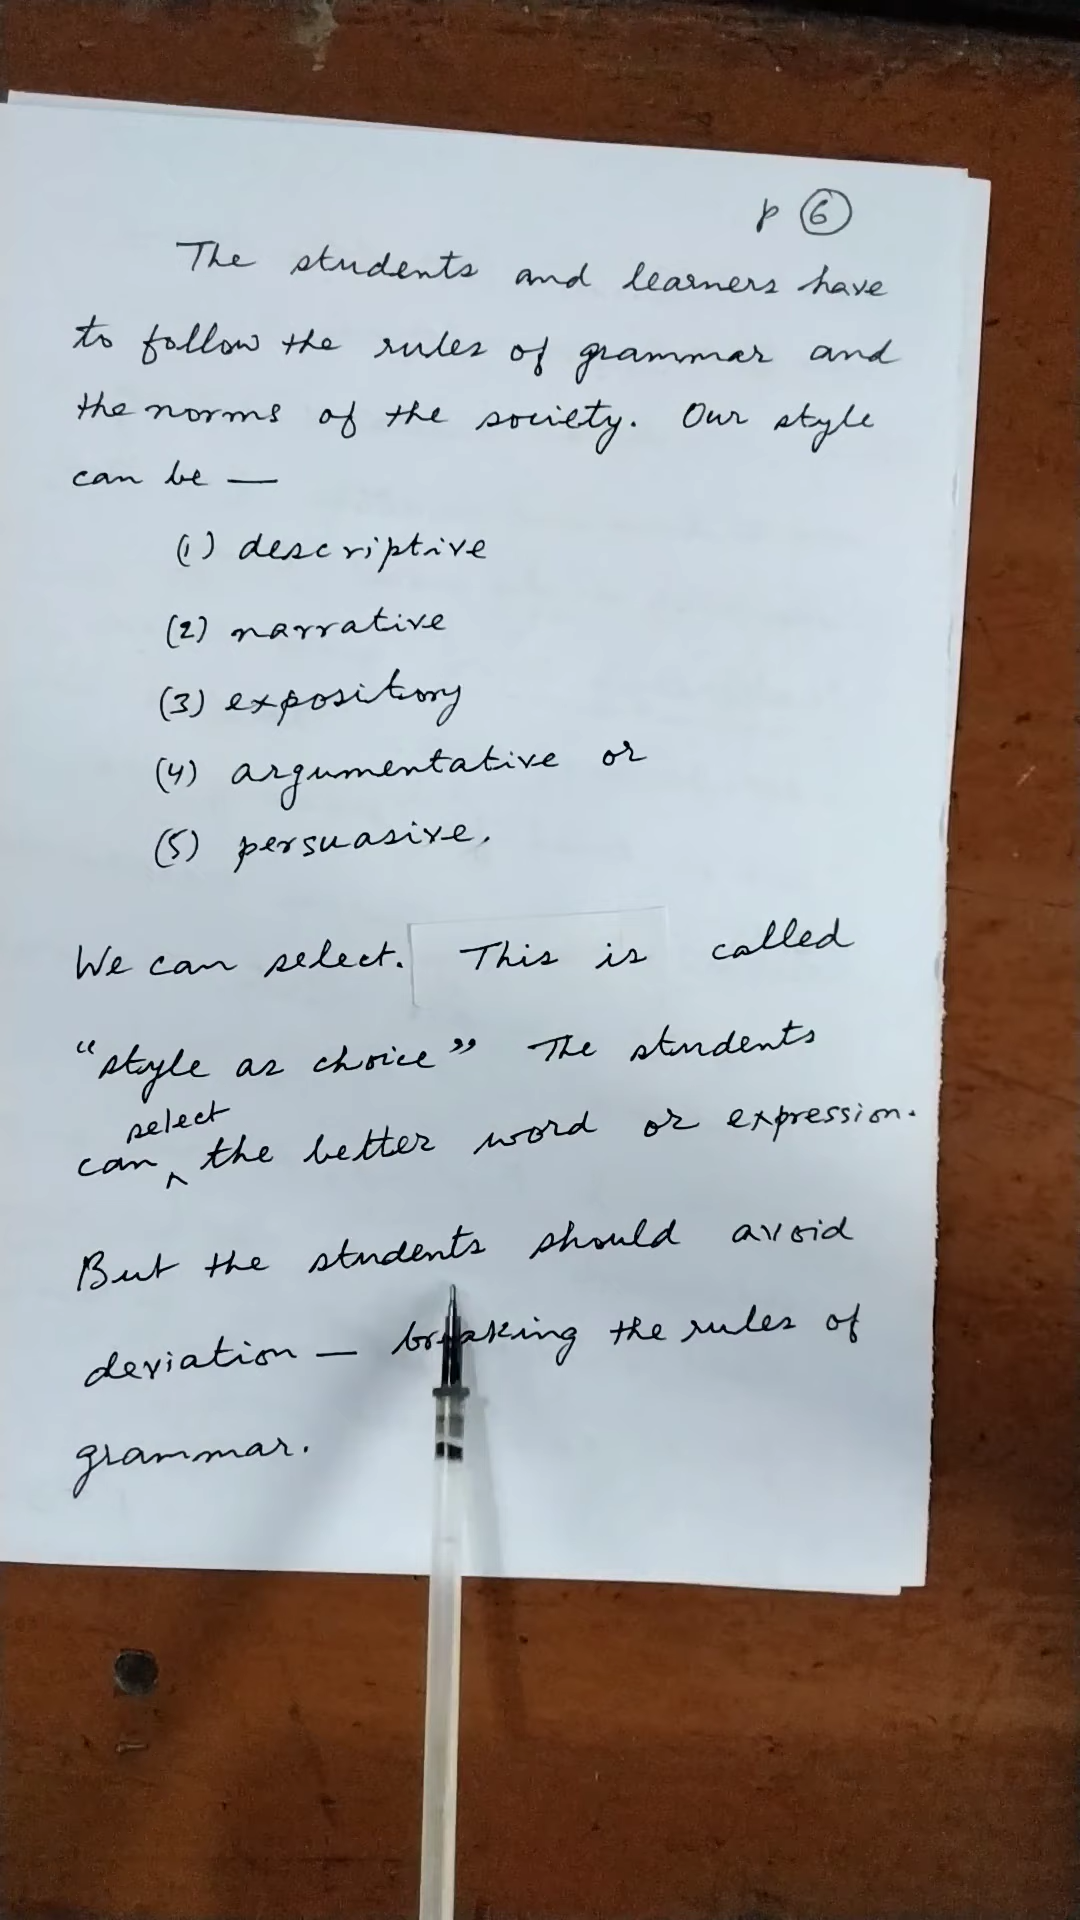 p 6
The students and learners have
to follow the rules of grammar and
the norms of the society. Our style
can be —
(1) descriptive
(2) narrative
(3) expository
(4) argumentative or
(5) persuasive.
We can select. This is called
"style as choice" The students
select
can ^ the better word or expression.
But the students should avoid
deviation — breaking the rules of
grammar.